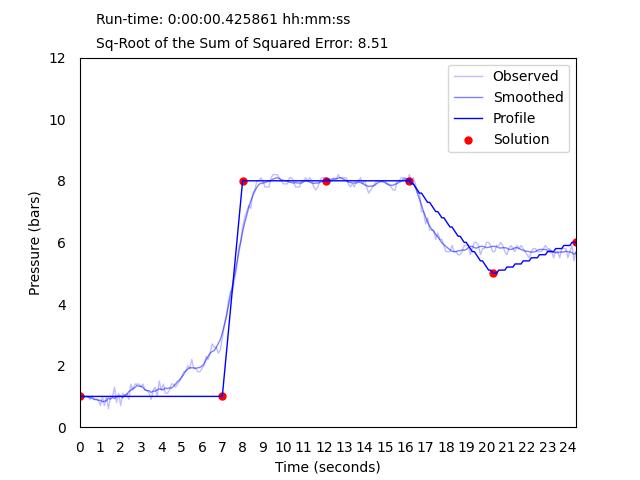 Run-time: 0:00:00.425861 hh:mm:ss
Sq-Root of the Sum of Squared Error: 8.51
12
10
8
6
4
2
0
Pressure (bars)
Observed
Smoothed
Profile
Solution
0 1 2 3 4 5 6 7 8 9 10 11 12 13 14 15 16 17 18 19 20 21 22 23 24
Time (seconds)